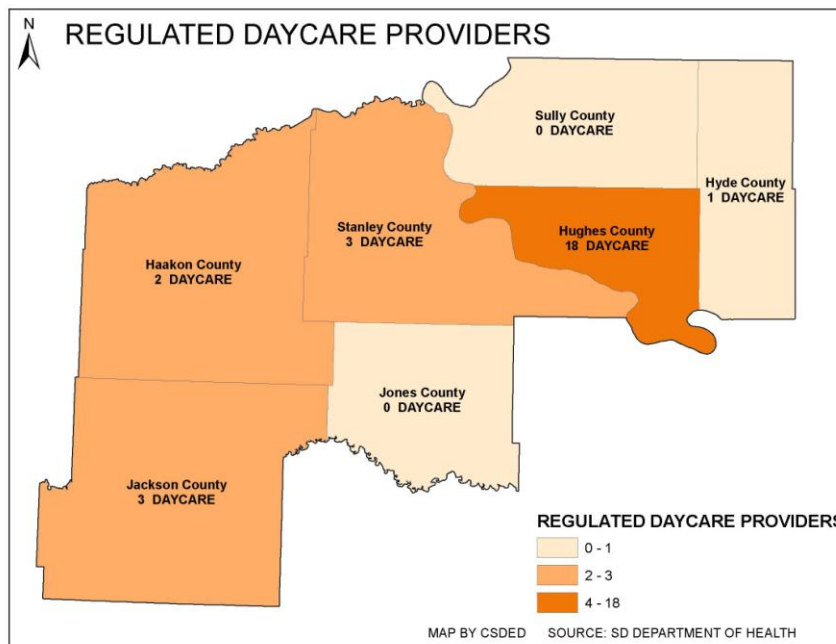 N
REGULATED DAYCARE PROVIDERS
Sully County
0 DAYCARE
Hyde County
1 DAYCARE
Stanley County
3 DAYCARE
Hughes County
18 DAYCARE
Haakon County
2 DAYCARE
Jones County
0 DAYCARE
Jackson County
3 DAYCARE
REGULATED DAYCARE PROVIDERS
0 - 1
2 - 3
4 - 18
MAP BY CSDED SOURCE: SD DEPARTMENT OF HEALTH